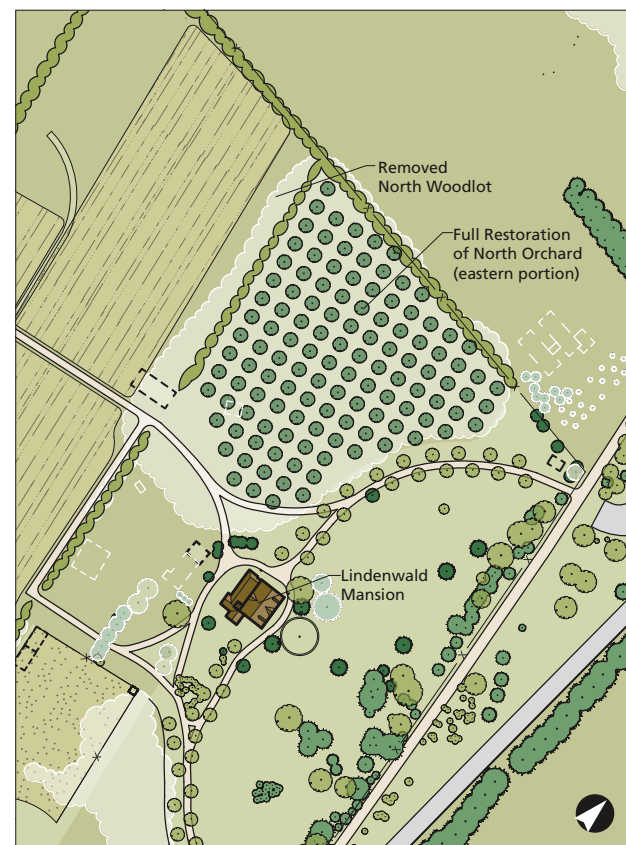 Removed
North Woodlot
Full Restoration
of North Orchard
(eastern portion)
Lindenwald
Mansion